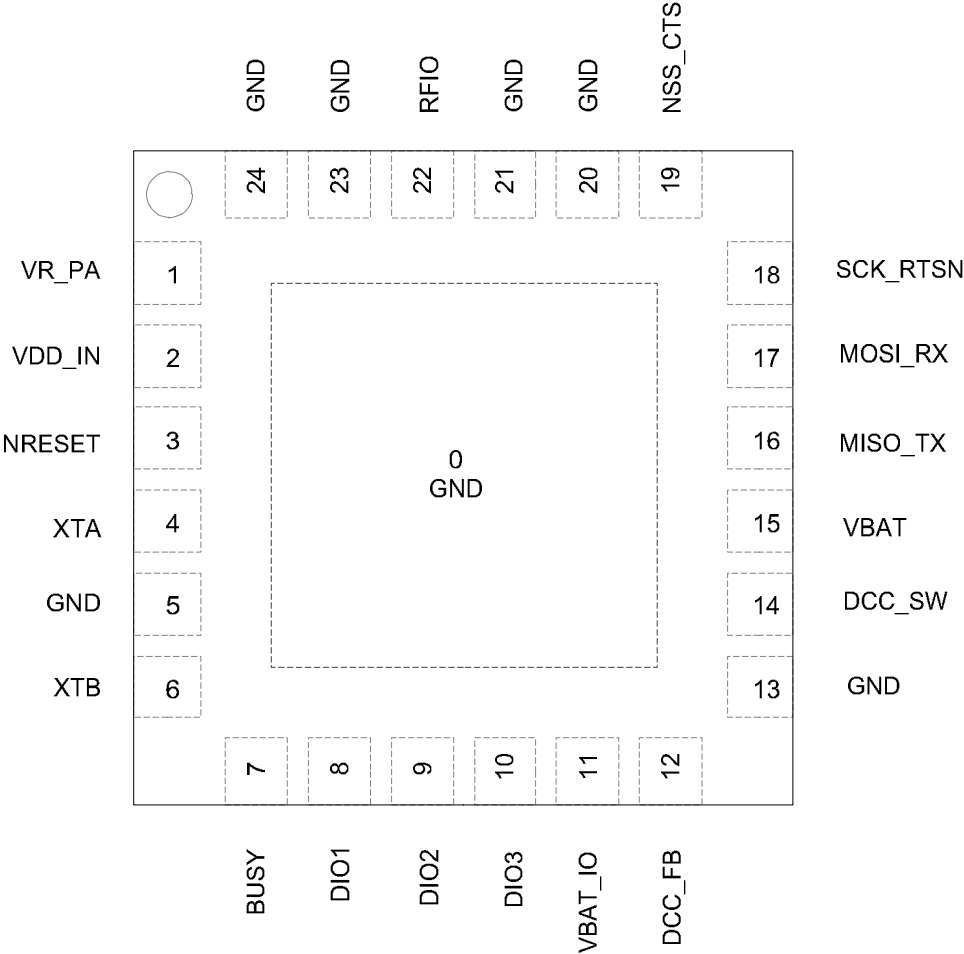 GND
GND
RFIO
GND
GND
NSS_CTS
24
23
22
21
20
19
VR_PA
1
18
SCK_RTSN
VDD_IN
2
17
MOSI_RX
NRESET
3
16
MISO_TX
0
GND
XTA
4
15
VBAT
GND
5
14
DCC_SW
XTB
6
13
GND
7
8
9
10
11
12
BUSY
DIO1
DIO2
DIO3
VBAT_IO
DCC_FB